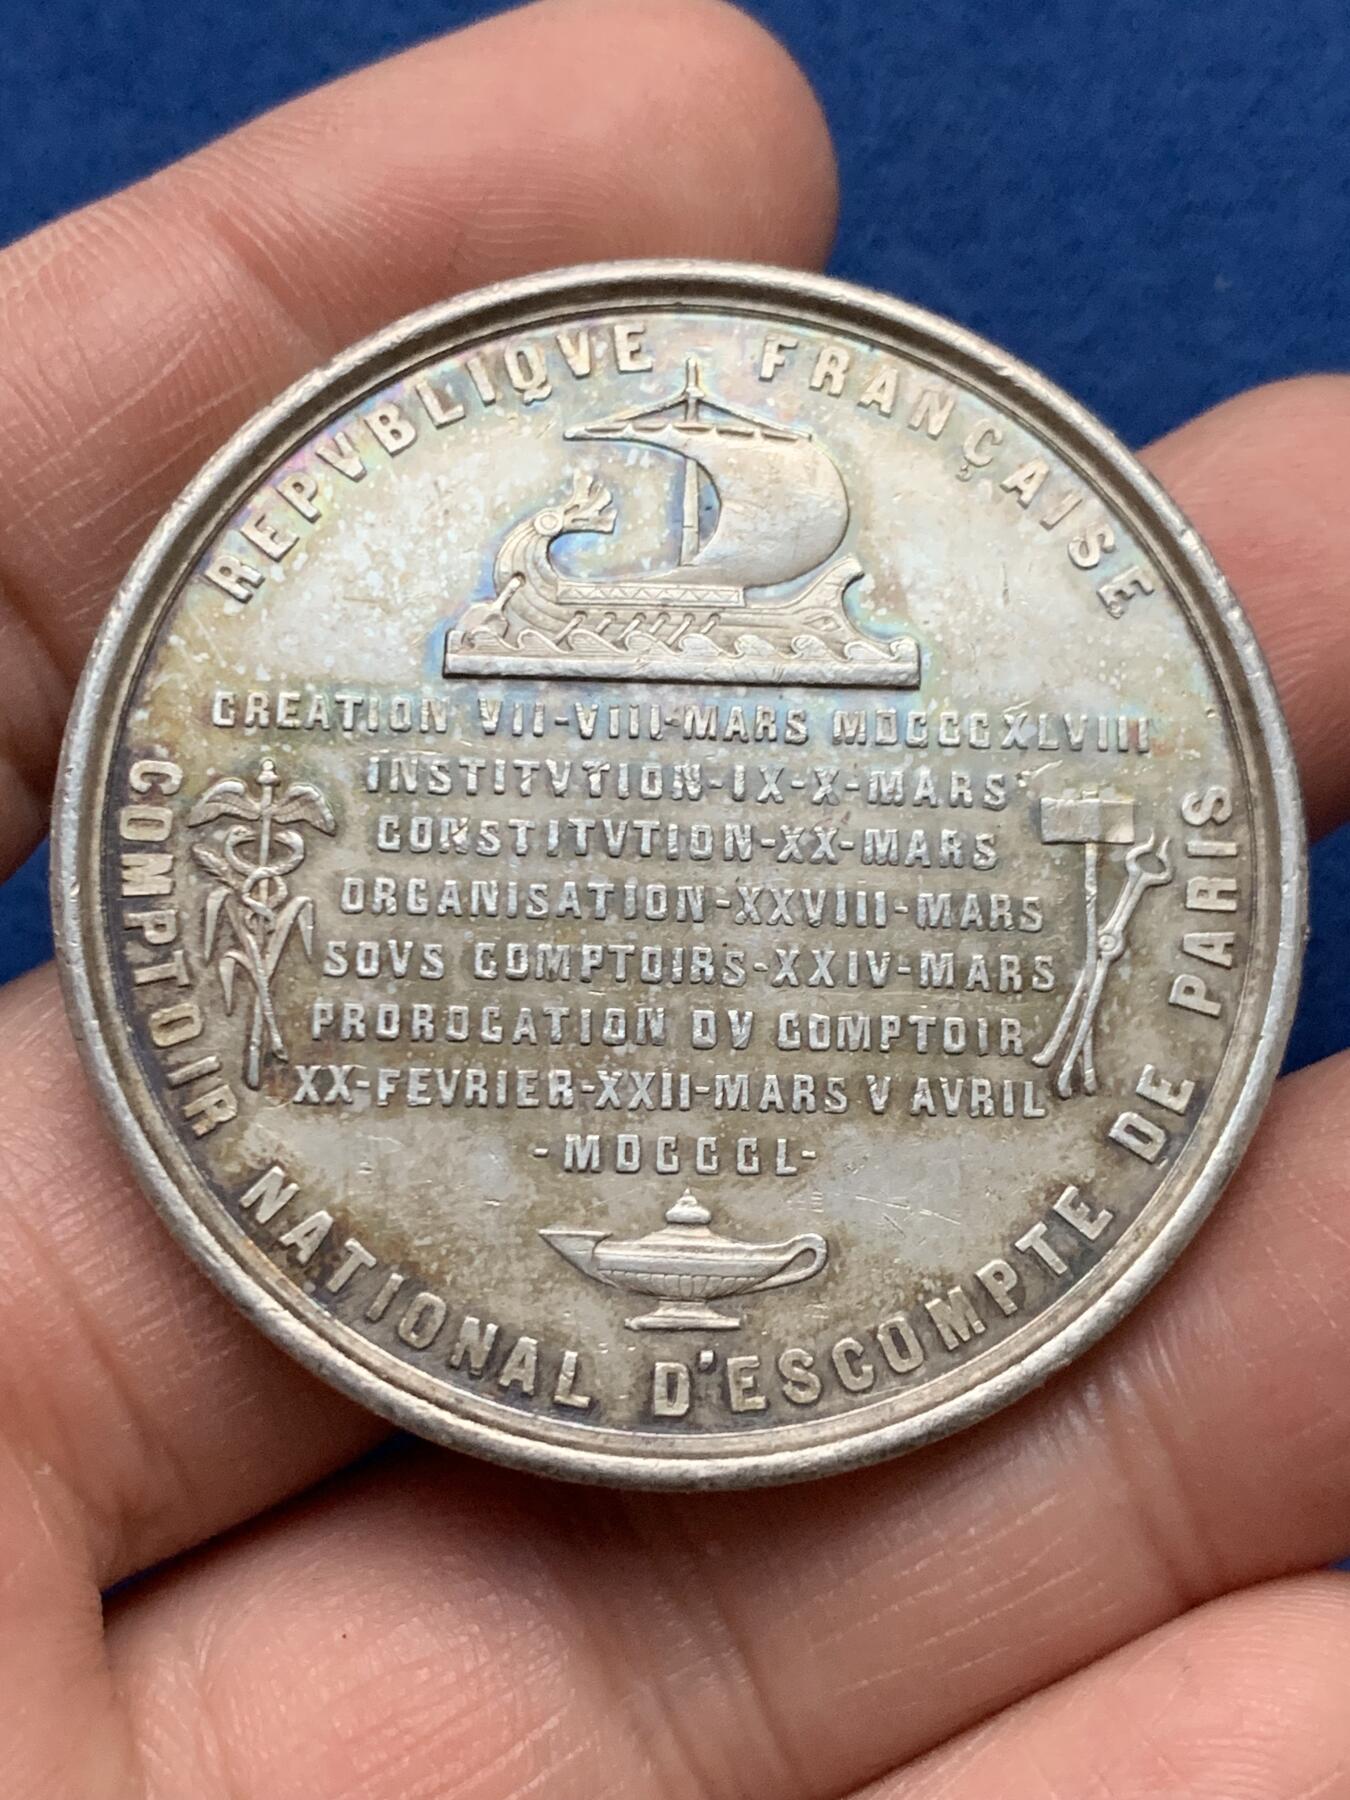 REPVBLIQVE FRANÇAISE
CREATION VII-VIII-MARS MDCCCXLVIII
INSTITVTION-IX-X-MARS
CONSTITVTION-XX-MARS
ORGANISATION-XXVIII-MARS
SOVS COMPTOIRS-XXIV-MARS
PROROGATION DV COMPTOIR
XX-FEVRIER-XXII-MARS V AVRIL
-MDCCCL-
COMPTOIR NATIONAL D'ESCOMPTE DE PARIS